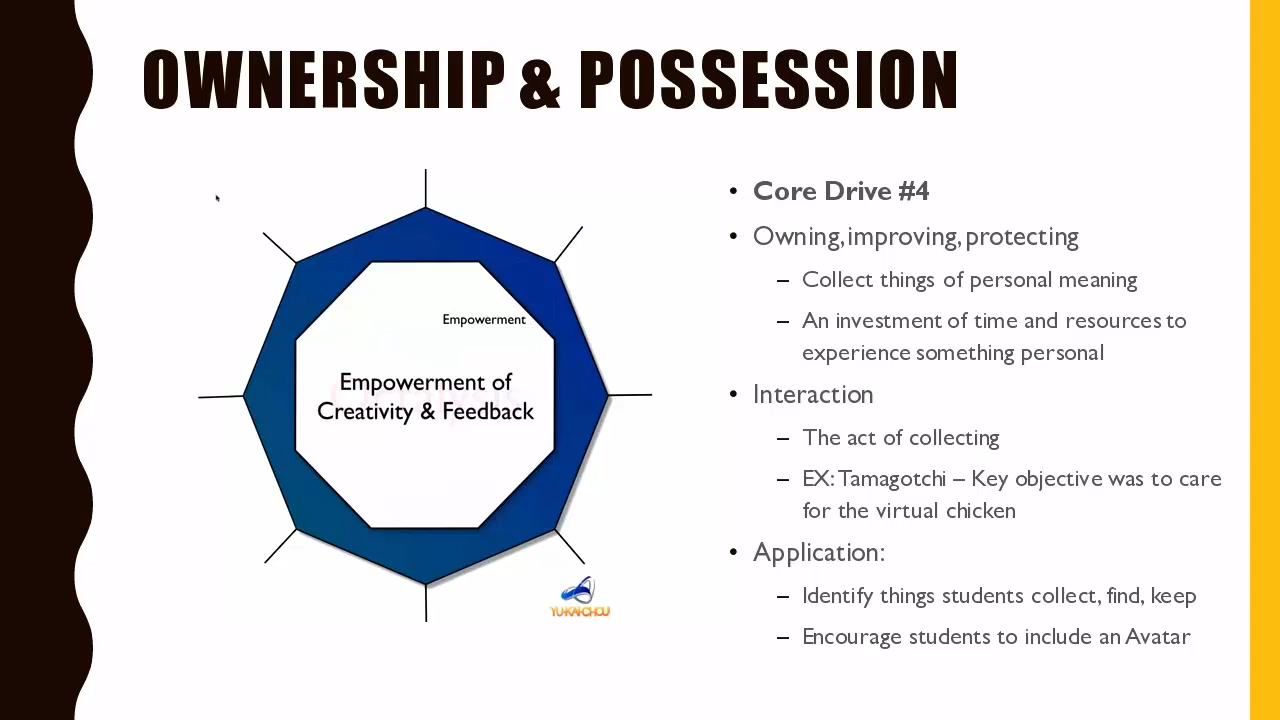 OWNERSHIP & POSSESSION
Empowerment
Empowerment of
Creativity & Feedback
YU-KAI CHOU
• Core Drive #4
• Owning, improving, protecting
– Collect things of personal meaning
– An investment of time and resources to
experience something personal
• Interaction
– The act of collecting
– EX: Tamagotchi – Key objective was to care
for the virtual chicken
• Application:
– Identify things students collect, find, keep
– Encourage students to include an Avatar